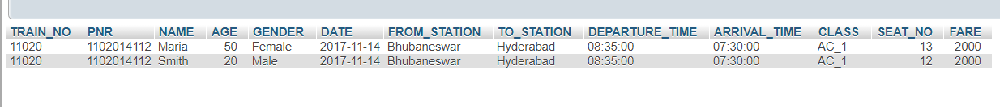 TRAIN_NO PNR NAME AGE GENDER DATE FROM_STATION TO_STATION DEPARTURE_TIME ARRIVAL_TIME CLASS SEAT_NO FARE
11020 1102014112 Maria 50 Female 2017-11-14 Bhubaneswar Hyderabad 08:35:00 07:30:00 AC_1 13 2000
11020 1102014112 Smith 20 Male 2017-11-14 Bhubaneswar Hyderabad 08:35:00 07:30:00 AC_1 12 2000